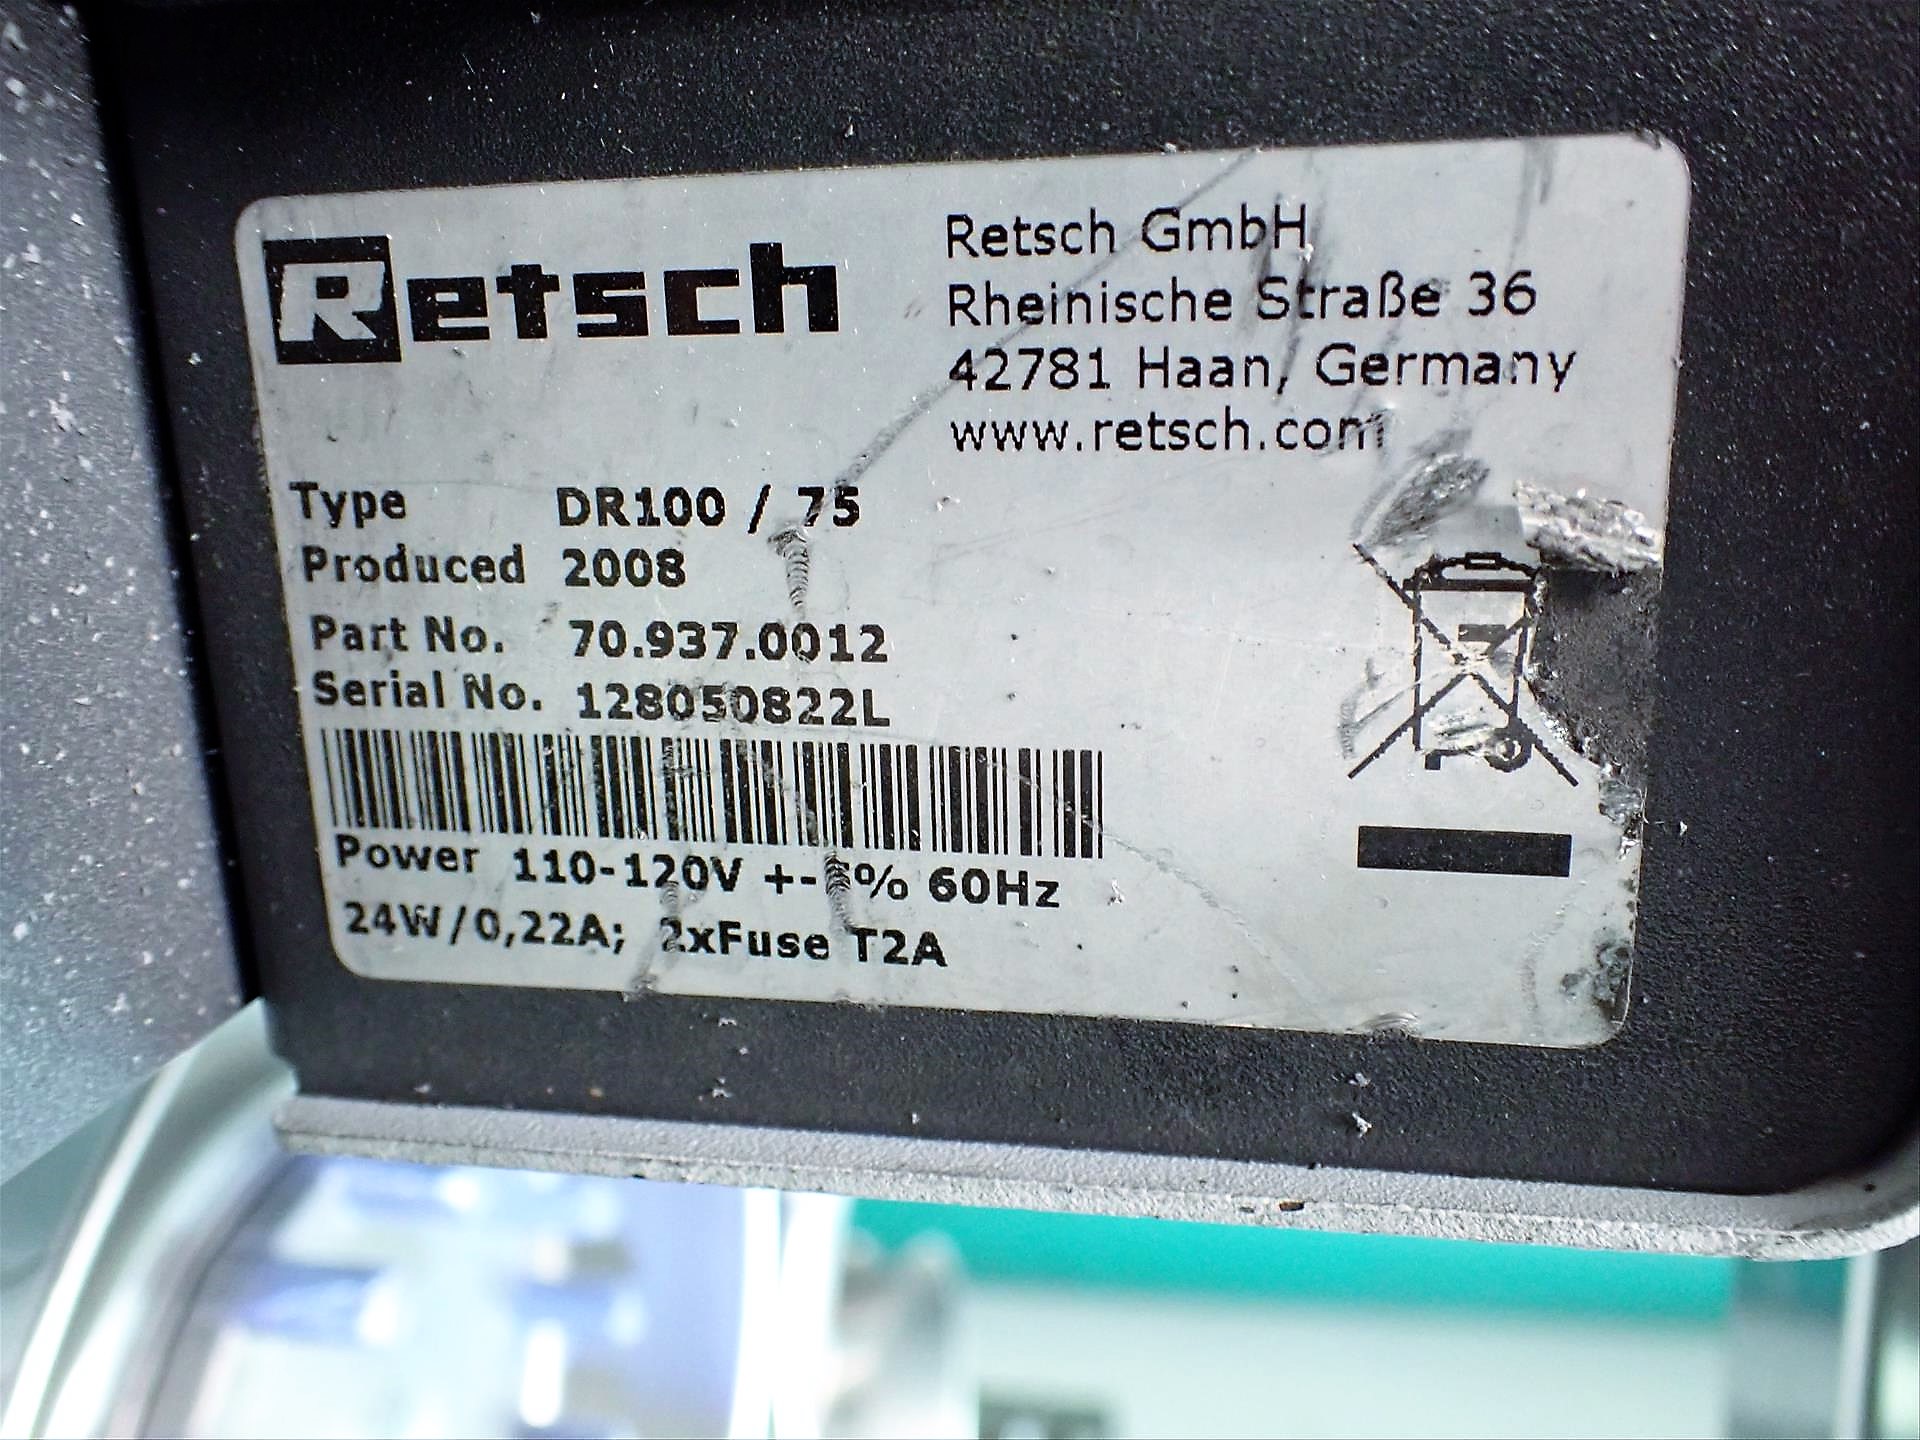 Retsch
Retsch GmbH
Rheinische Straße 36
42781 Haan, Germany
www.retsch.com
Type DR100 / 75
Produced 2008
Part No. 70.937.0012
Serial No. 128050822L
Power 110-120V 60Hz
24W/0,22A; 2xFuse T2A